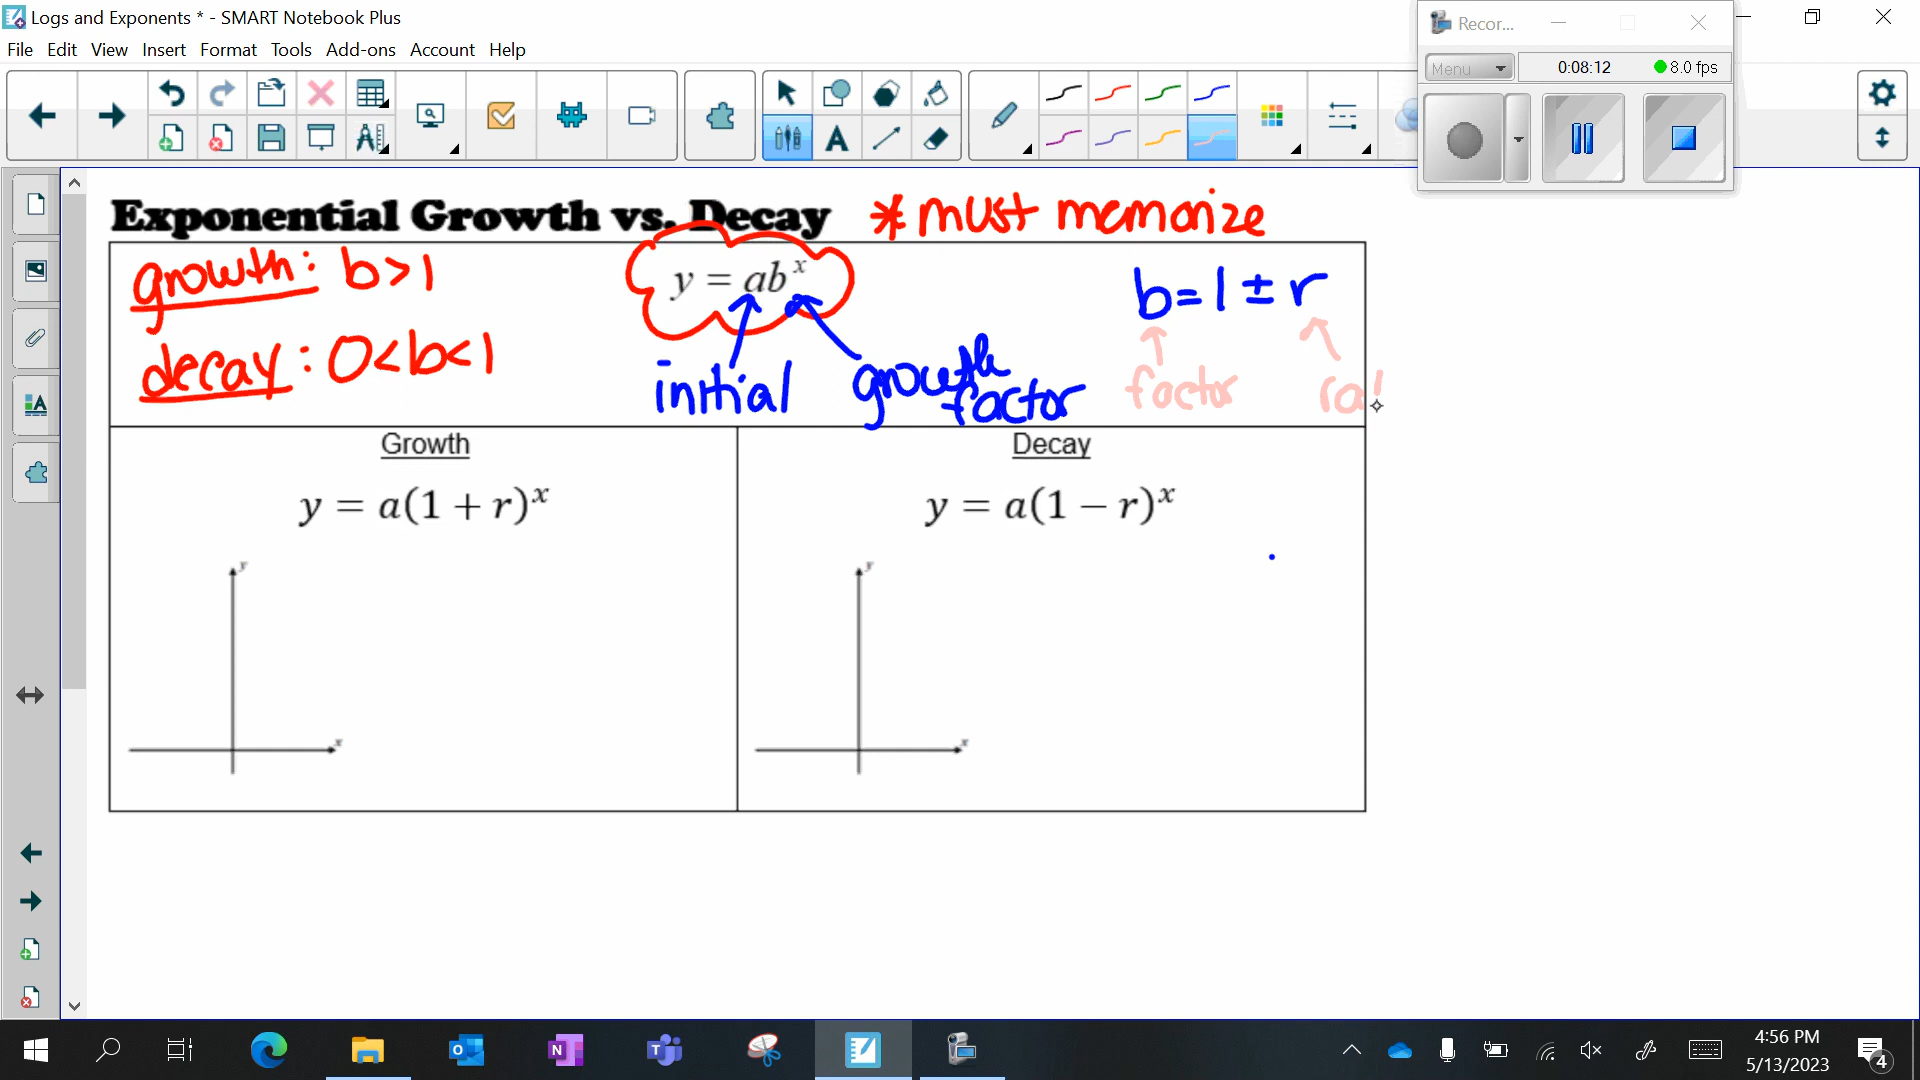 Logs and Exponents * - SMART Notebook Plus
File Edit View Insert Format Tools Add-ons Account Help
Recor...
Menu 0:08:12 8.0 fps
Exponential Growth vs. Decay * must memorize
growth: b>1
y = ab^x
b=1±r
decay: 0<b<1
initial growth factor
factor
Growth
y = a(1 + r)^x
y
x
Decay
y = a(1 − r)^x
y
x
4:56 PM
5/13/2023
4